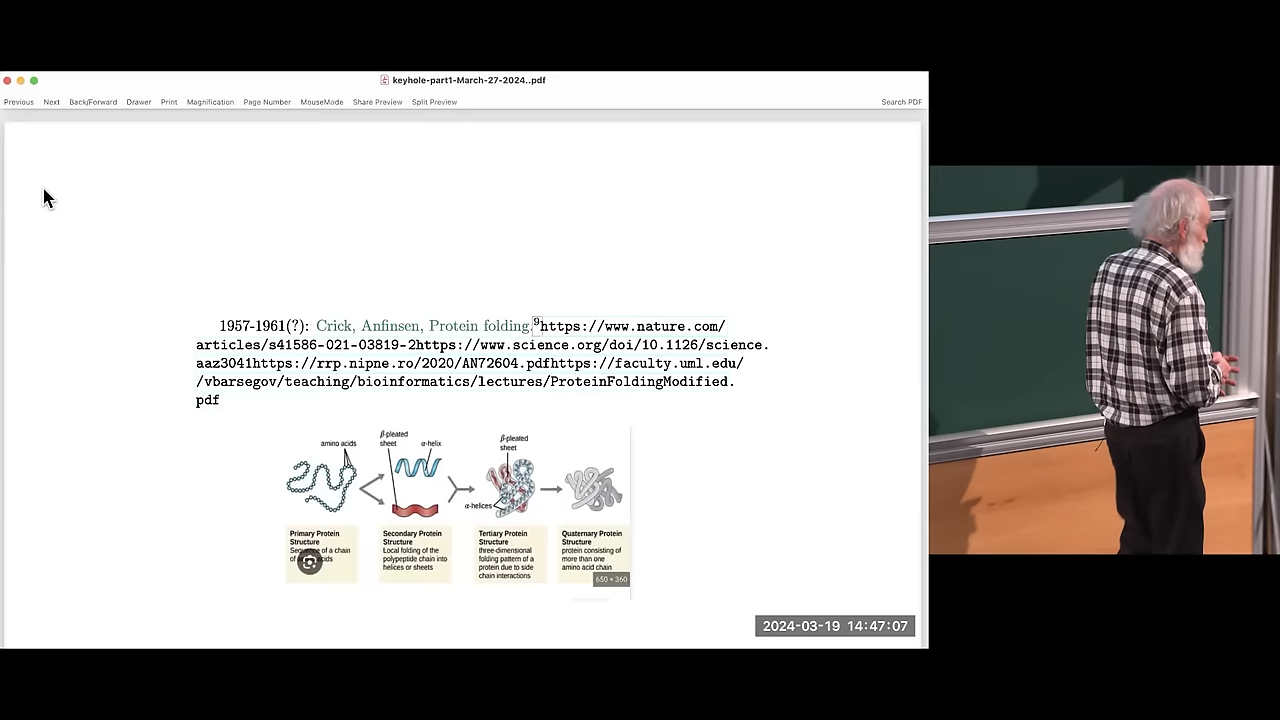 keyhole-part1-March-27-2024..pdf
Previous Next Back/Forward Drawer Print Magnification Page Number MouseMode Share Preview Split Preview Search PDF
1957-1961(?): Crick, Anfinsen, Protein folding.9https://www.nature.com/
articles/s41586-021-03819-2https://www.science.org/doi/10.1126/science.
aaz3041https://rrp.nipne.ro/2020/AN72604.pdfhttps://faculty.uml.edu/
/vbarsegov/teaching/bioinformatics/lectures/ProteinFoldingModified.
pdf
amino acids
β-pleated
sheet
α-helix
β-pleated
sheet
α-helices
Primary Protein
Structure
of a chain
of
Secondary Protein
Structure
Local folding of the
polypeptide chain into
helices or sheets
Tertiary Protein
Structure
three-dimensional
folding pattern of a
protein due to side
chain interactions
Quaternary Protein
Structure
protein consisting of
more than one
amino acid chain
650 × 360
2024-03-19 14:47:07